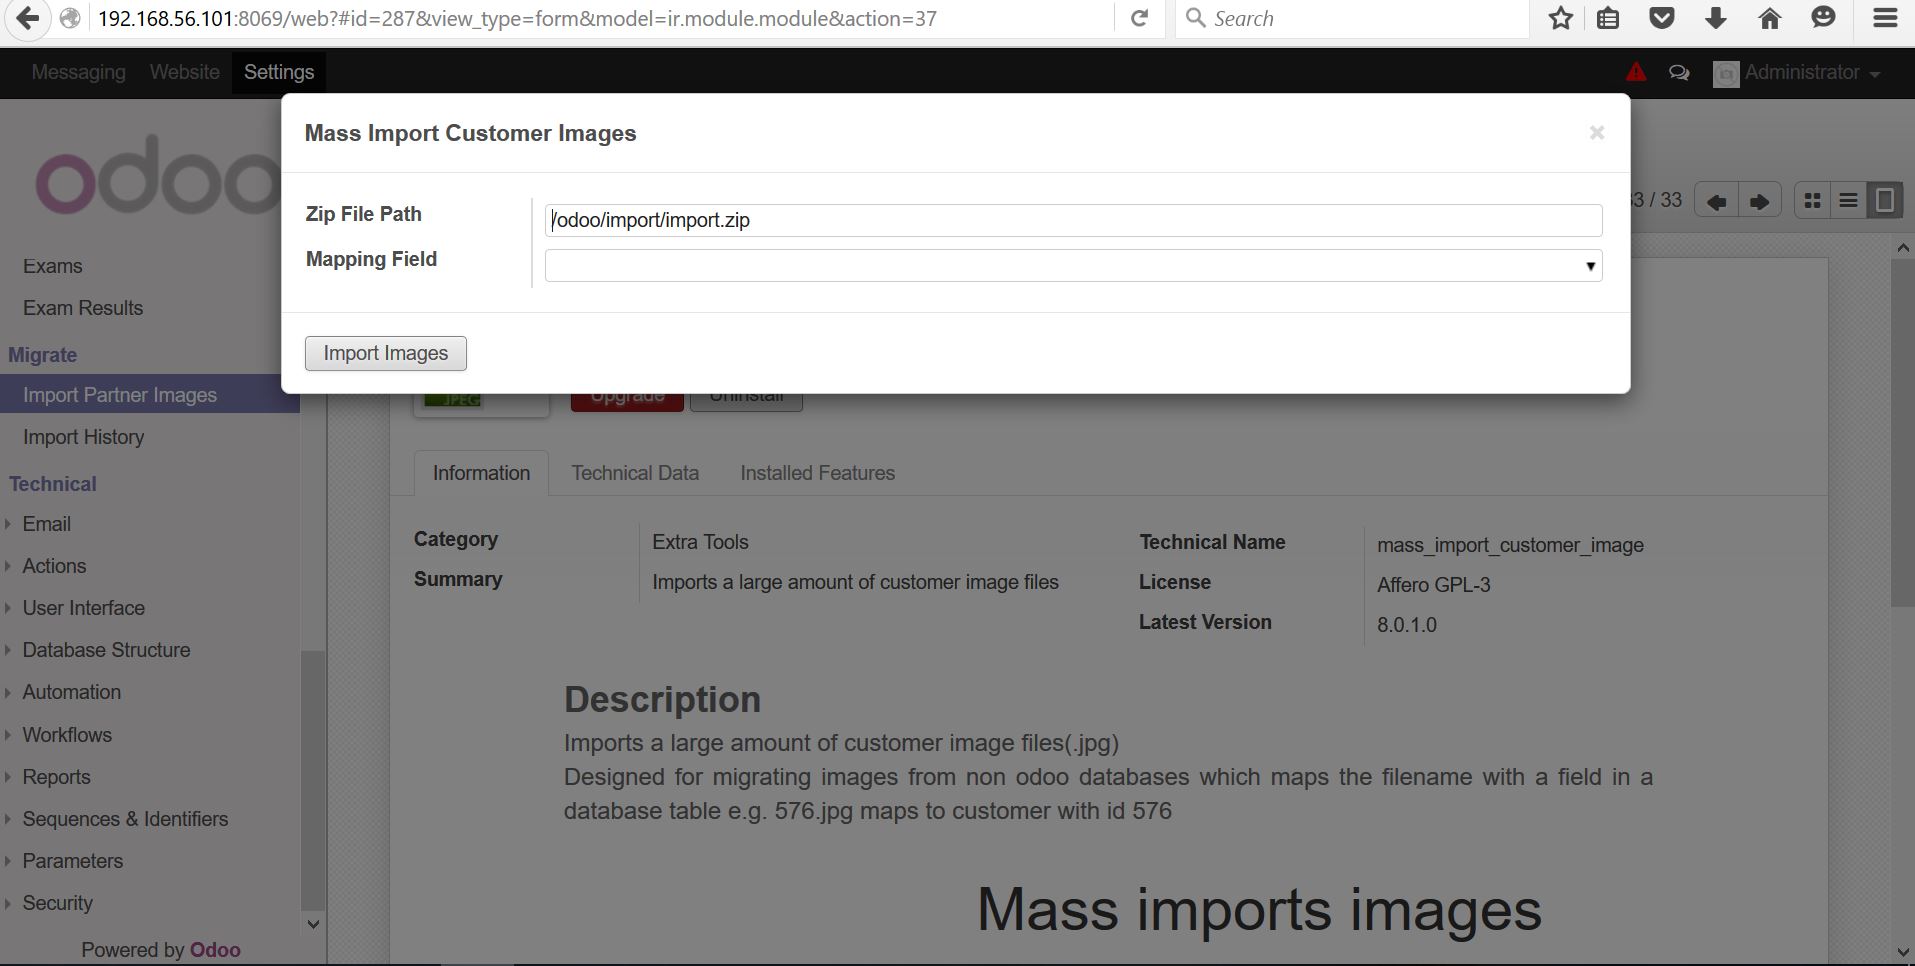 192.168.56.101:8069/web?#id=287&view_type=form&model=ir.module.module&action=37
Search
Messaging Website Settings
Administrator
odoo
Mass Import Customer Images
×
Zip File Path
/odoo/import/import.zip
Mapping Field
Import Images
33 / 33
Exams
Exam Results
Migrate
Import Partner Images
Import History
Technical
Email
Actions
User Interface
Database Structure
Automation
Workflows
Reports
Sequences & Identifiers
Parameters
Security
Powered by Odoo
JPEG
Upgrade Uninstall
Information Technical Data Installed Features
Category Extra Tools
Summary Imports a large amount of customer image files
Technical Name mass_import_customer_image
License Affero GPL-3
Latest Version 8.0.1.0
Description
Imports a large amount of customer image files(.jpg)
Designed for migrating images from non odoo databases which maps the filename with a field in a
database table e.g. 576.jpg maps to customer with id 576
Mass imports images